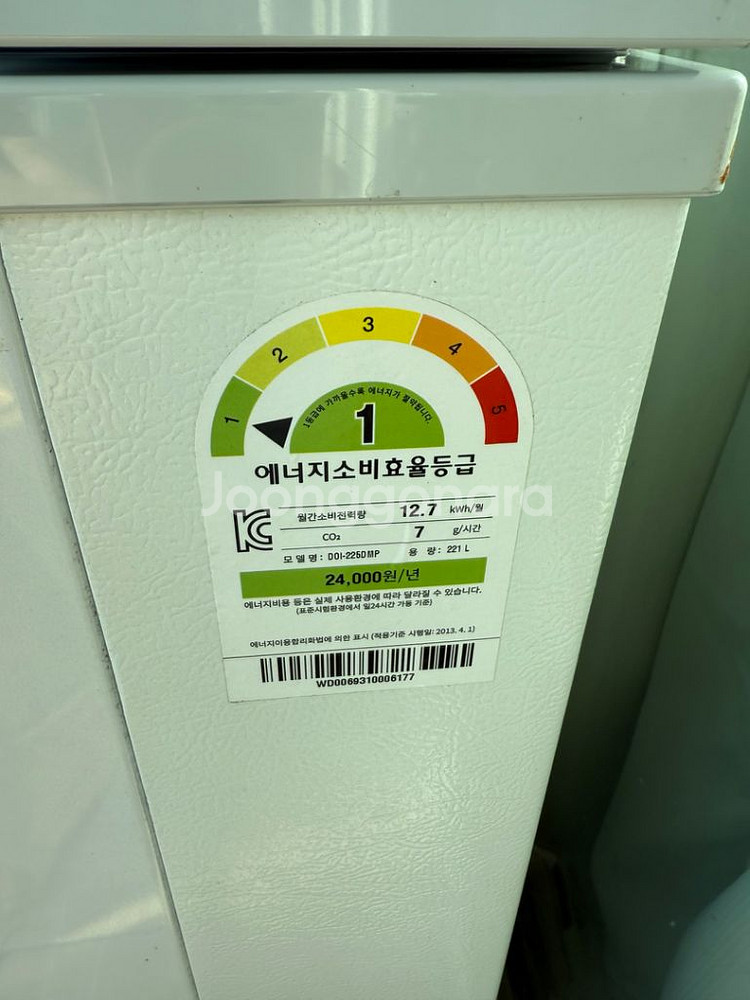 1 2 3 4 5
1등급에 가까울수록 에너지가 절약됩니다.
1
에너지소비효율등급
Joonggonara
월간소비전력량 12.7 kWh/월
CO₂ 7 g/시간
모 델 명 : DOI-225DMP 용 량 : 221 L
24,000원/년
에너지비용 등은 실제 사용환경에 따라 달라질 수 있습니다.
(표준시험환경에서 일24시간 가동 기준)
에너지이용합리화법에 의한 표시 (적용기준 시행일: 2013. 4. 1)
WD0069310006177